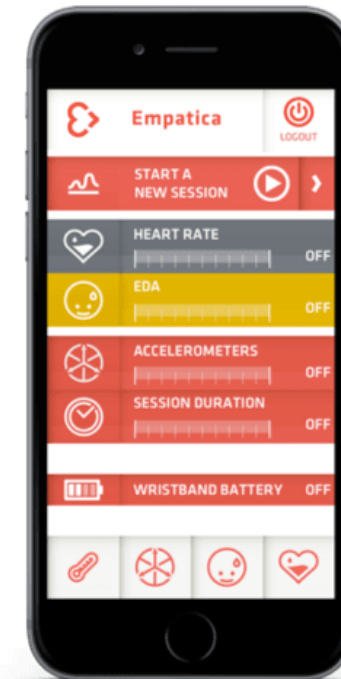 Empatica
LOGOUT
START A
NEW SESSION
HEART RATE
OFF
EDA
OFF
ACCELEROMETERS
OFF
SESSION DURATION
OFF
WRISTBAND BATTERY OFF